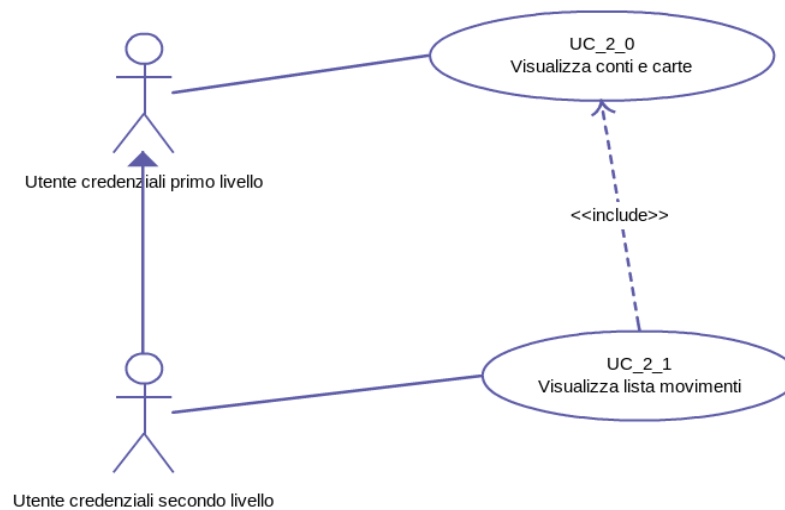 UC_2_0
Visualizza conti e carte
Utente credenziali primo livello
<<include>>
UC_2_1
Visualizza lista movimenti
Utente credenziali secondo livello